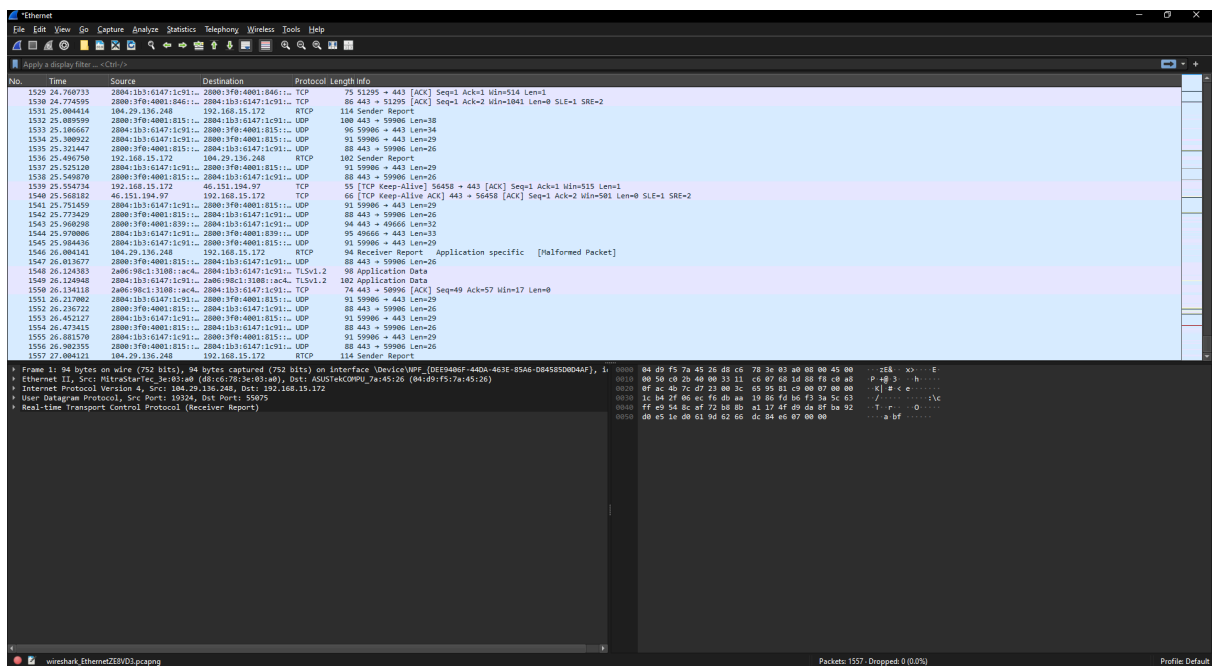 *Ethernet
File Edit View Go Capture Analyze Statistics Telephony Wireless Tools Help
Apply a display filter ... <Ctrl-/>
No. Time Source Destination Protocol Length Info
1529 24.760733 2804:1b3:6147:1c91:… 2800:3f0:4001:846::… TCP 75 51295 → 443 [ACK] Seq=1 Ack=1 Win=514 Len=1
1530 24.774595 2800:3f0:4001:846::… 2804:1b3:6147:1c91:… TCP 86 443 → 51295 [ACK] Seq=1 Ack=2 Win=1041 Len=0 SLE=1 SRE=2
1531 25.004414 104.29.136.248 192.168.15.172 RTCP 114 Sender Report
1532 25.089599 2800:3f0:4001:815::… 2804:1b3:6147:1c91:… UDP 100 443 → 59906 Len=38
1533 25.106667 2804:1b3:6147:1c91:… 2800:3f0:4001:815::… UDP 96 59906 → 443 Len=34
1534 25.300922 2804:1b3:6147:1c91:… 2800:3f0:4001:815::… UDP 91 59906 → 443 Len=29
1535 25.321447 2800:3f0:4001:815::… 2804:1b3:6147:1c91:… UDP 88 443 → 59906 Len=26
1536 25.496750 192.168.15.172 104.29.136.248 RTCP 102 Sender Report
1537 25.525120 2804:1b3:6147:1c91:… 2800:3f0:4001:815::… UDP 91 59906 → 443 Len=29
1538 25.549870 2800:3f0:4001:815::… 2804:1b3:6147:1c91:… UDP 88 443 → 59906 Len=26
1539 25.554734 192.168.15.172 46.151.194.97 TCP 55 [TCP Keep-Alive] 56458 → 443 [ACK] Seq=1 Ack=1 Win=515 Len=1
1540 25.568182 46.151.194.97 192.168.15.172 TCP 66 [TCP Keep-Alive ACK] 443 → 56458 [ACK] Seq=1 Ack=2 Win=501 Len=0 SLE=1 SRE=2
1541 25.751459 2804:1b3:6147:1c91:… 2800:3f0:4001:815::… UDP 91 59906 → 443 Len=29
1542 25.773429 2800:3f0:4001:815::… 2804:1b3:6147:1c91:… UDP 88 443 → 59906 Len=26
1543 25.960298 2800:3f0:4001:839::… 2804:1b3:6147:1c91:… UDP 94 443 → 49666 Len=32
1544 25.970006 2804:1b3:6147:1c91:… 2800:3f0:4001:839::… UDP 95 49666 → 443 Len=33
1545 25.984436 2804:1b3:6147:1c91:… 2800:3f0:4001:815::… UDP 91 59906 → 443 Len=29
1546 26.004141 104.29.136.248 192.168.15.172 RTCP 94 Receiver Report Application specific [Malformed Packet]
1547 26.013677 2800:3f0:4001:815::… 2804:1b3:6147:1c91:… UDP 88 443 → 59906 Len=26
1548 26.124383 2a06:98c1:3108::ac4… 2804:1b3:6147:1c91:… TLSv1.2 98 Application Data
1549 26.124948 2804:1b3:6147:1c91:… 2a06:98c1:3108::ac4… TLSv1.2 102 Application Data
1550 26.134118 2a06:98c1:3108::ac4… 2804:1b3:6147:1c91:… TCP 74 443 → 50996 [ACK] Seq=49 Ack=57 Win=17 Len=0
1551 26.217002 2804:1b3:6147:1c91:… 2800:3f0:4001:815::… UDP 91 59906 → 443 Len=29
1552 26.236722 2800:3f0:4001:815::… 2804:1b3:6147:1c91:… UDP 88 443 → 59906 Len=26
1553 26.452127 2804:1b3:6147:1c91:… 2800:3f0:4001:815::… UDP 91 59906 → 443 Len=29
1554 26.473415 2800:3f0:4001:815::… 2804:1b3:6147:1c91:… UDP 88 443 → 59906 Len=26
1555 26.881570 2804:1b3:6147:1c91:… 2800:3f0:4001:815::… UDP 91 59906 → 443 Len=29
1556 26.902355 2800:3f0:4001:815::… 2804:1b3:6147:1c91:… UDP 88 443 → 59906 Len=26
1557 27.004121 104.29.136.248 192.168.15.172 RTCP 114 Sender Report
Frame 1: 94 bytes on wire (752 bits), 94 bytes captured (752 bits) on interface \Device\NPF_{DEE9406F-44DA-463E-85A6-D84585D0D4AF},
Ethernet II, Src: MitraStarTec_3e:03:a0 (d8:c6:78:3e:03:a0), Dst: ASUSTekCOMPU_7a:45:26 (04:d9:f5:7a:45:26)
Internet Protocol Version 4, Src: 104.29.136.248, Dst: 192.168.15.172
User Datagram Protocol, Src Port: 19324, Dst Port: 55075
Real-time Transport Control Protocol (Receiver Report)
0000 04 d9 f5 7a 45 26 d8 c6 78 3e 03 a0 08 00 45 00 ···zE&·· x>····E·
0010 00 50 c0 2b 40 00 33 11 c6 07 68 1d 88 f8 c0 a8 ·P·+@·3· ··h·····
0020 0f ac 4b 7c d7 23 00 3c 65 95 81 c9 00 07 00 00 ··K|·#·< e·······
0030 1c b4 2f 06 ec f6 db aa 19 86 fd b6 f3 3a 5c 63 ··/····· ·····:\c
0040 ff e9 54 8c af 72 b8 8b a1 17 4f d9 da 8f ba 92 ··T··r·· ··O·····
0050 d0 e5 1e d0 61 9d 62 66 dc 84 e6 07 00 00 ····a·bf ······
wireshark_EthernetZE8VD3.pcapng
Packets: 1557 · Dropped: 0 (0.0%)
Profile: Default